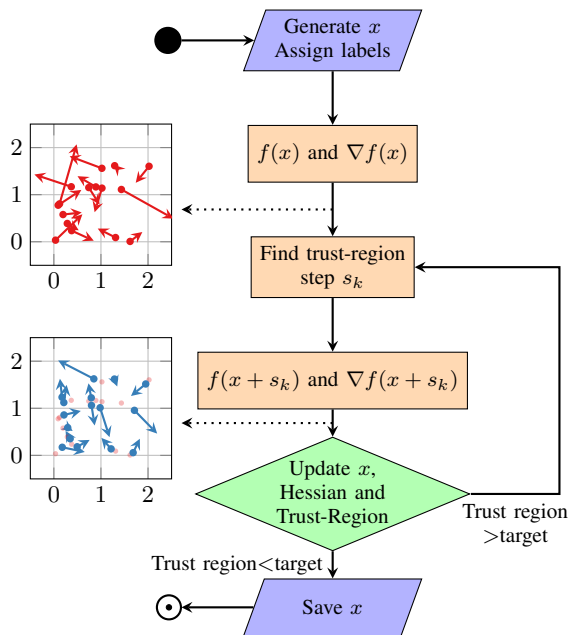 Generate x
Assign labels
f(x) and ∇f(x)
2
1
0
0 1 2
Find trust-region
step s_k
f(x + s_k) and ∇f(x + s_k)
2
1
0
0 1 2
Update x,
Hessian and
Trust-Region
Trust region
>target
Trust region<target
Save x